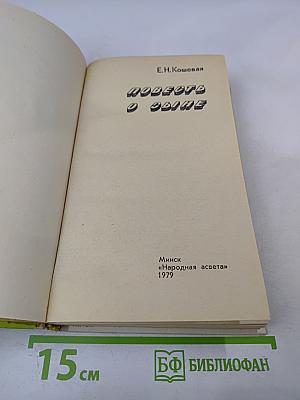 Е.Н.Кошевая
ПОВЕСТЬ
О СЫНЕ
Минск
«Народная асвета»
1979
15 см
БФ БИБЛИОФАН